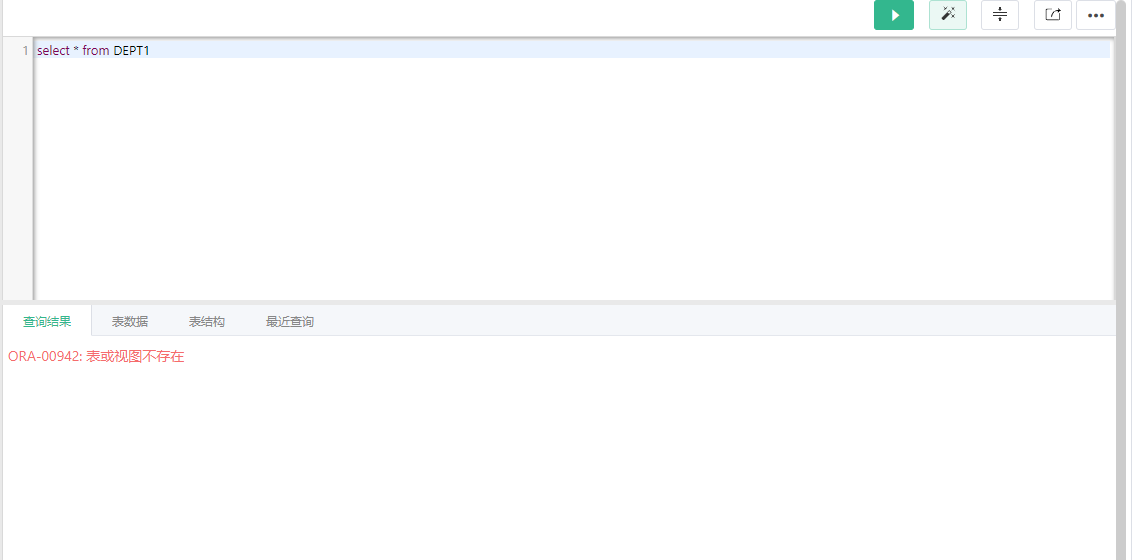 1 select * from DEPT1
查询结果 表数据 表结构 最近查询
ORA-00942: 表或视图不存在